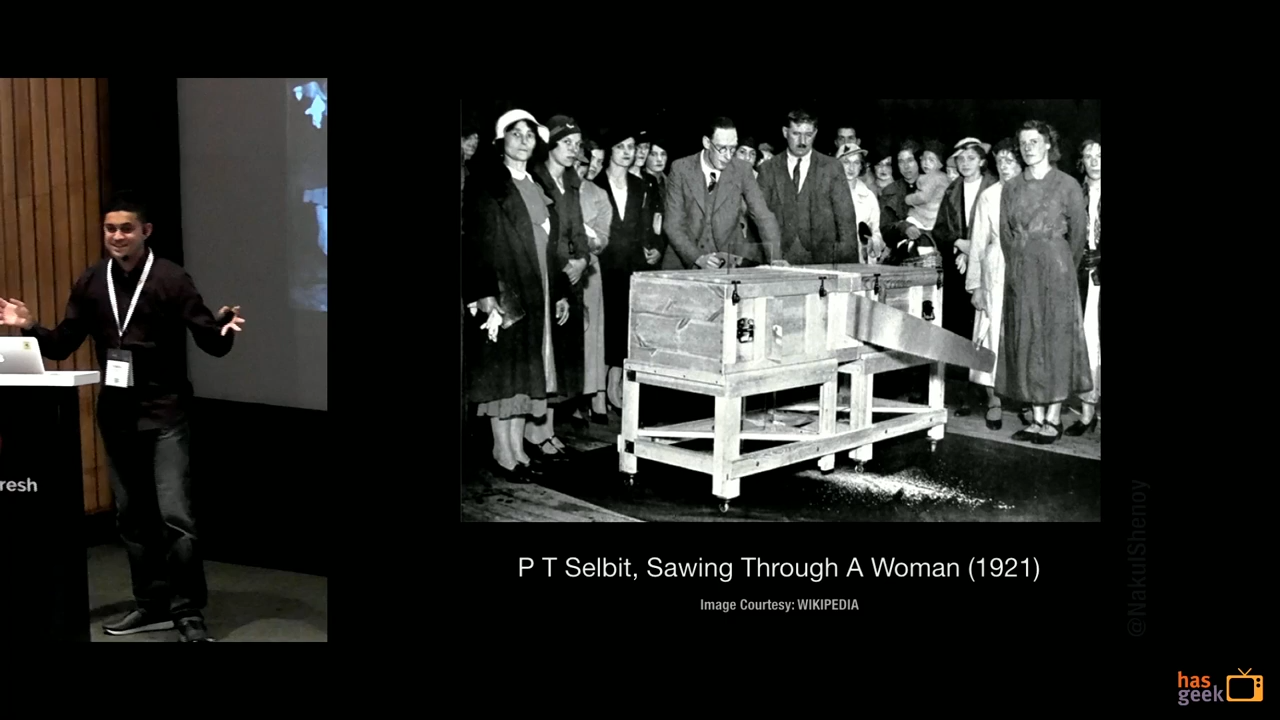 resh
P T Selbit, Sawing Through A Woman (1921)
Image Courtesy: WIKIPEDIA
@NakulShenoy
has
geek